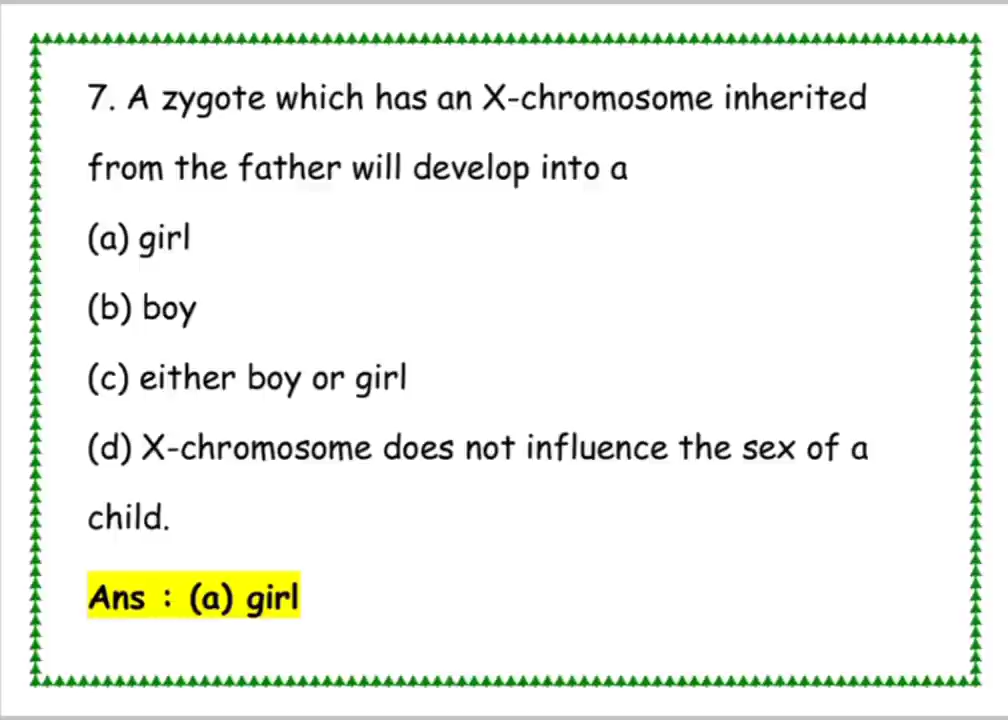 7. A zygote which has an X-chromosome inherited
from the father will develop into a
(a) girl
(b) boy
(c) either boy or girl
(d) X-chromosome does not influence the sex of a
child.
Ans : (a) girl